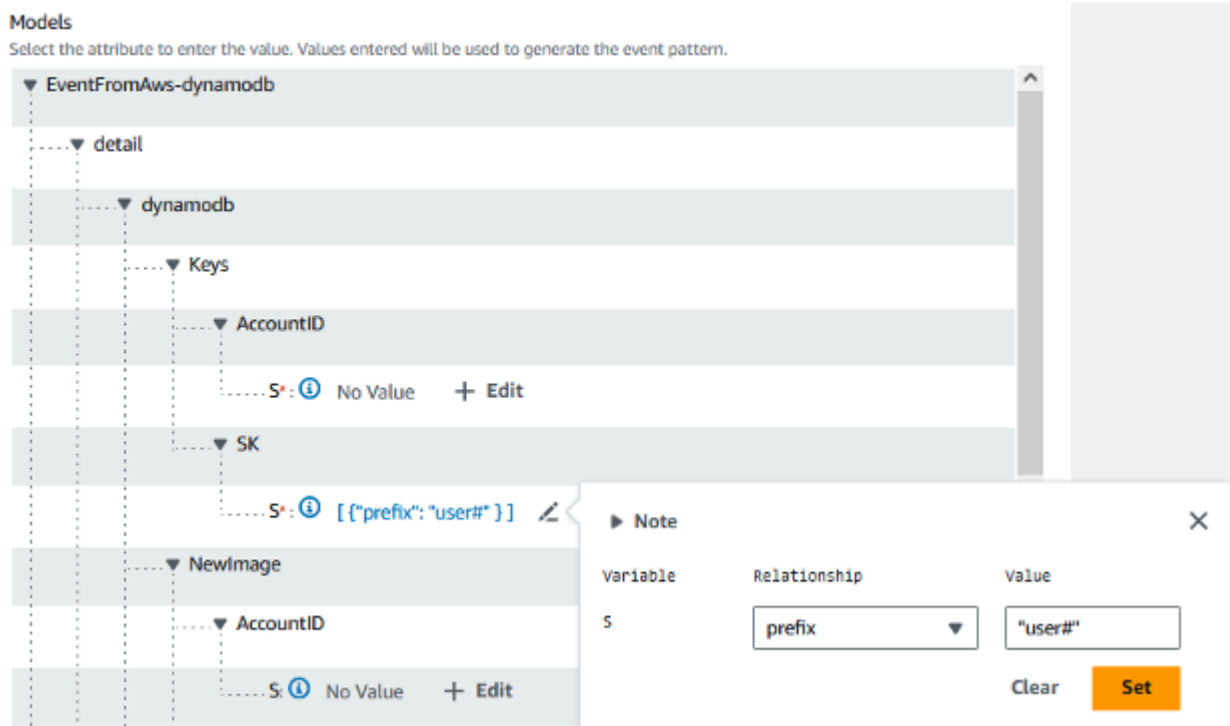 Models
Select the attribute to enter the value. Values entered will be used to generate the event pattern.
EventFromAws-dynamodb
detail
dynamodb
Keys
AccountID
S* : No Value + Edit
SK
S* : [ {"prefix": "user#" } ]
Note
Variable Relationship Value
S prefix "user#"
Clear Set
NewImage
AccountID
S: No Value + Edit